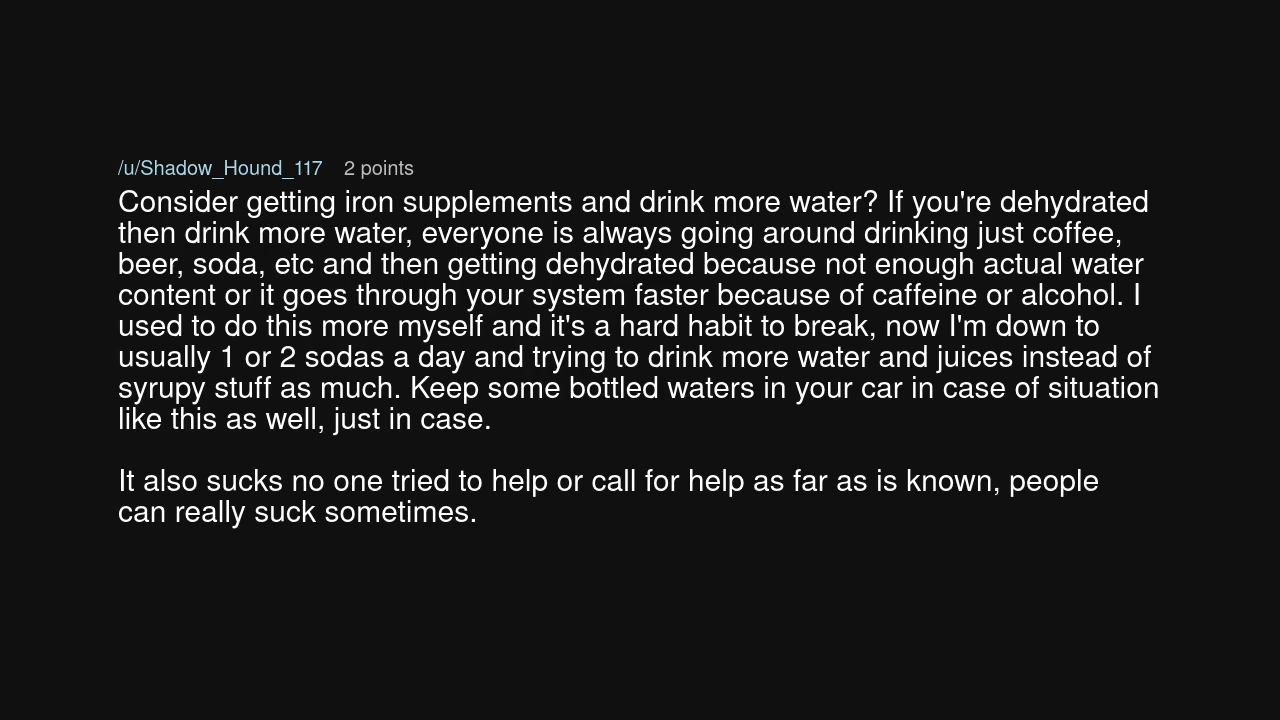 /u/Shadow_Hound_117 2 points
Consider getting iron supplements and drink more water? If you're dehydrated
then drink more water, everyone is always going around drinking just coffee,
beer, soda, etc and then getting dehydrated because not enough actual water
content or it goes through your system faster because of caffeine or alcohol. I
used to do this more myself and it's a hard habit to break, now I'm down to
usually 1 or 2 sodas a day and trying to drink more water and juices instead of
syrupy stuff as much. Keep some bottled waters in your car in case of situation
like this as well, just in case.
It also sucks no one tried to help or call for help as far as is known, people
can really suck sometimes.